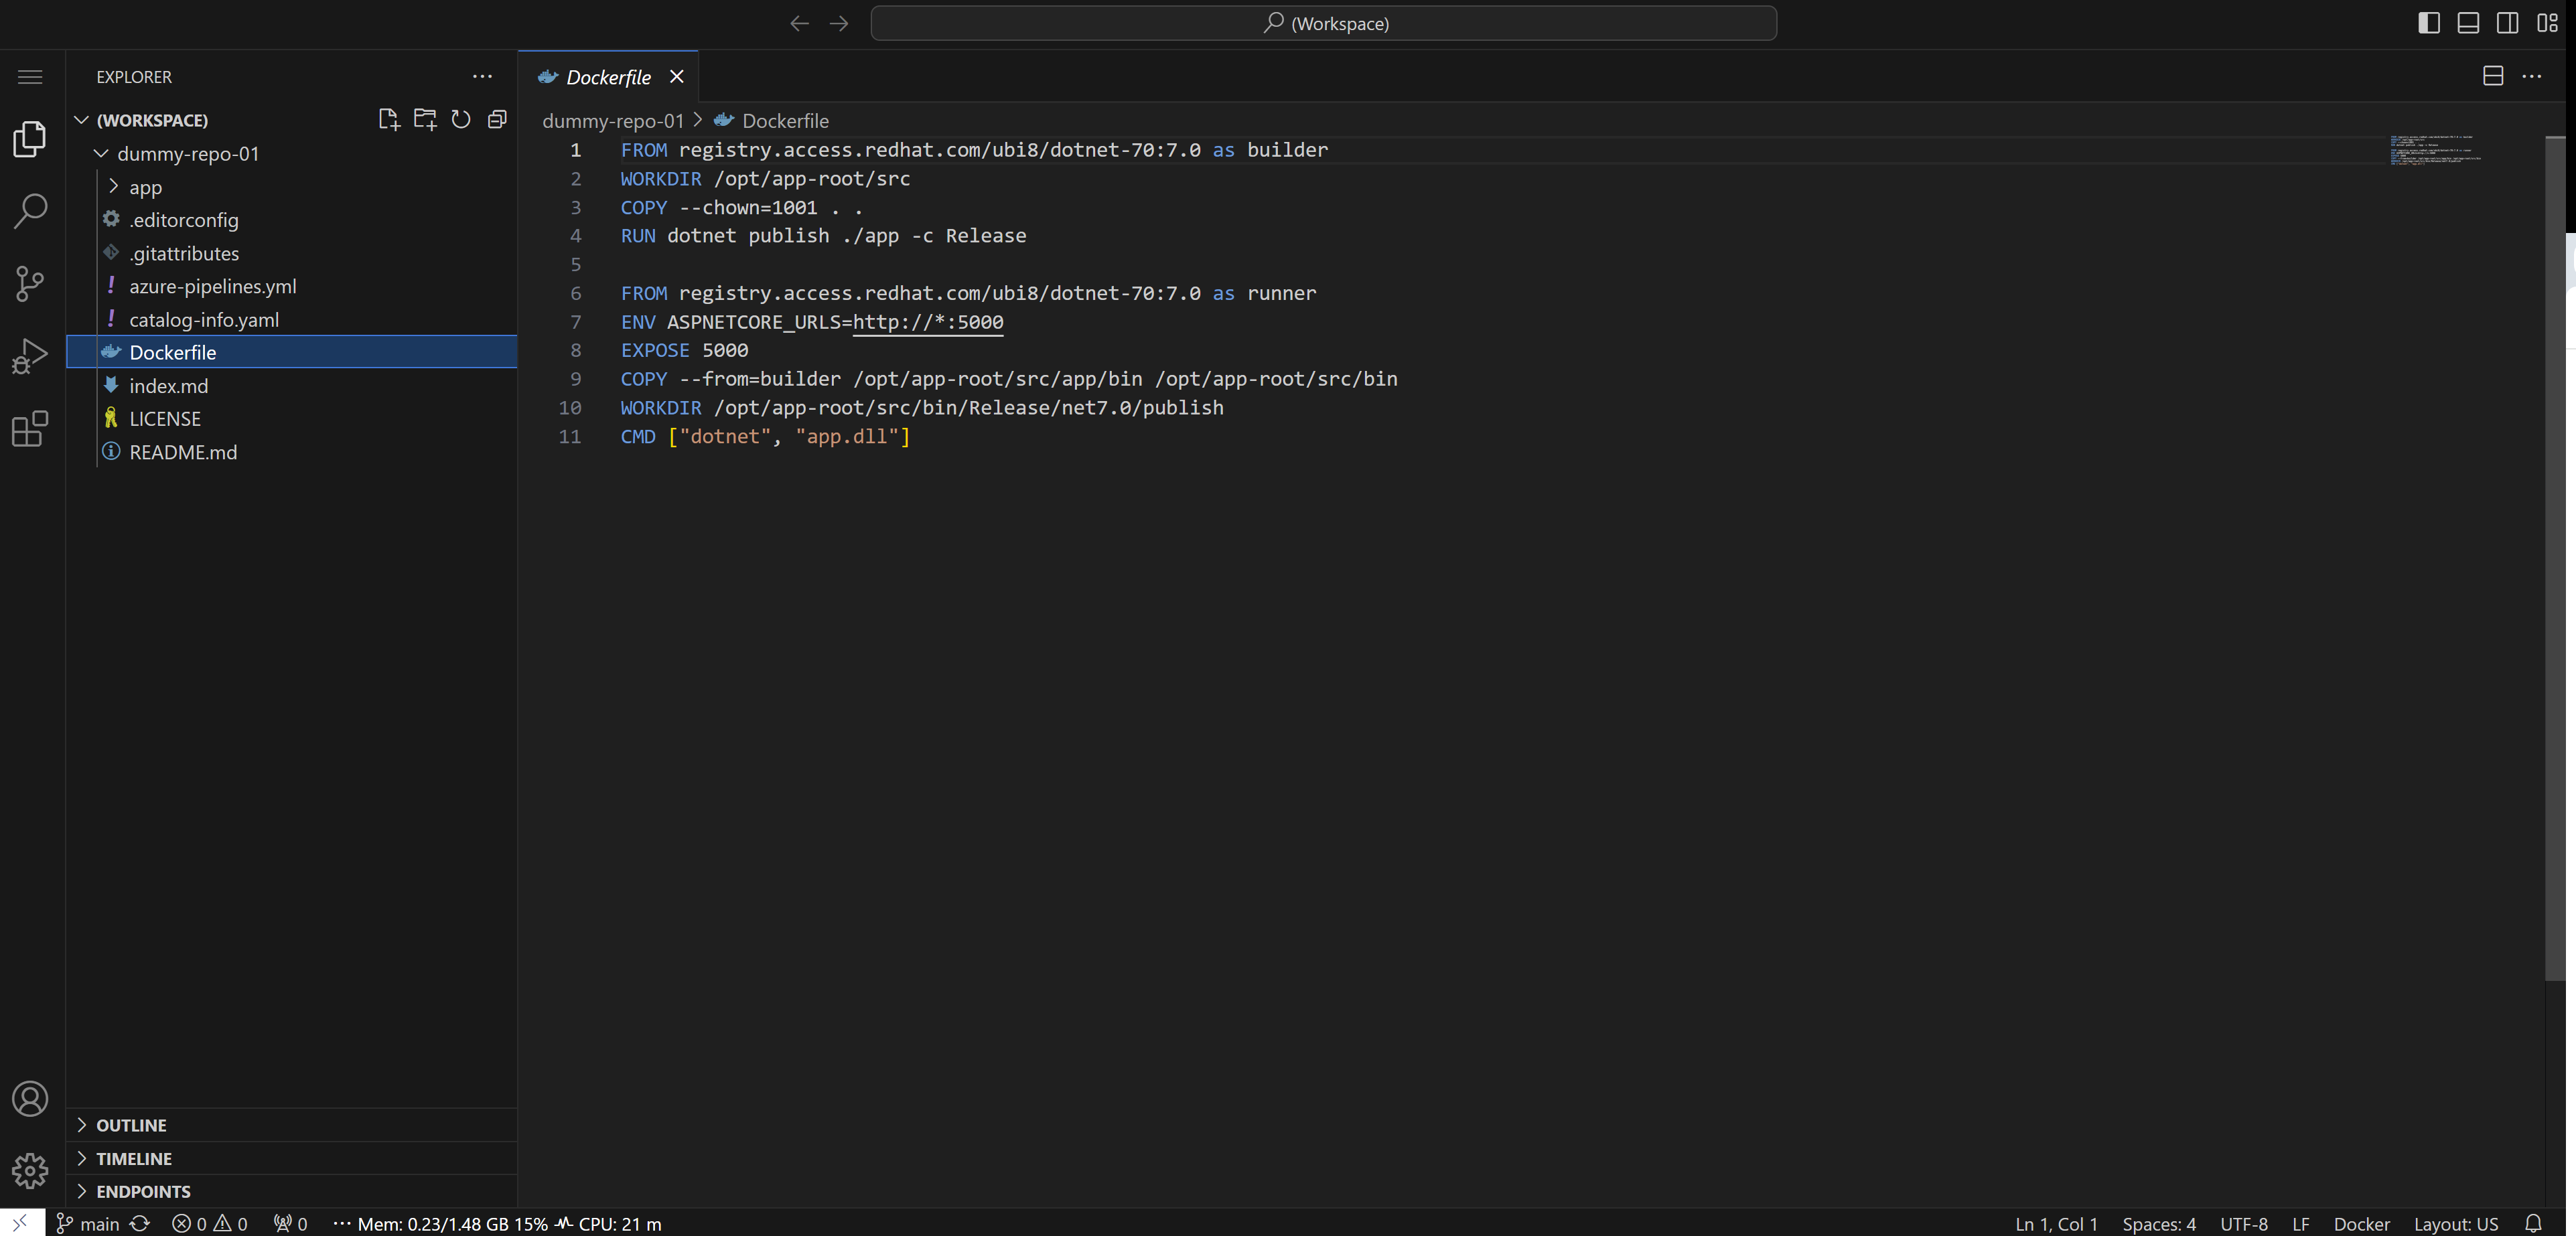 (Workspace)
EXPLORER
(WORKSPACE)
dummy-repo-01
app
.editorconfig
.gitattributes
! azure-pipelines.yml
! catalog-info.yaml
Dockerfile
index.md
LICENSE
README.md
OUTLINE
TIMELINE
ENDPOINTS
Dockerfile
dummy-repo-01 > Dockerfile
1 FROM registry.access.redhat.com/ubi8/dotnet-70:7.0 as builder
2 WORKDIR /opt/app-root/src
3 COPY --chown=1001 . .
4 RUN dotnet publish ./app -c Release
5
6 FROM registry.access.redhat.com/ubi8/dotnet-70:7.0 as runner
7 ENV ASPNETCORE_URLS=http://*:5000
8 EXPOSE 5000
9 COPY --from=builder /opt/app-root/src/app/bin /opt/app-root/src/bin
10 WORKDIR /opt/app-root/src/bin/Release/net7.0/publish
11 CMD ["dotnet", "app.dll"]
main 0 0 0 ··· Mem: 0.23/1.48 GB 15% CPU: 21 m Ln 1, Col 1 Spaces: 4 UTF-8 LF Docker Layout: US